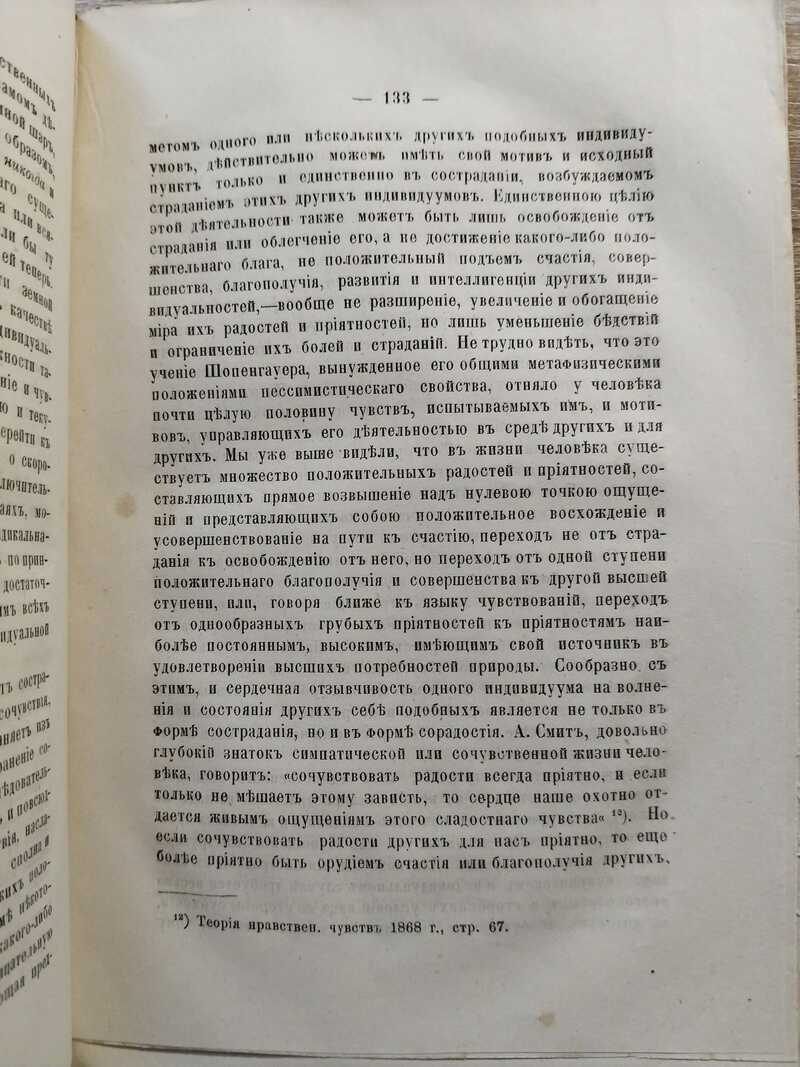 — 133 —
метомъ одного или нѣсколькихъ другихъ подобныхъ индивиду-
умовъ, дѣйствительно можетъ имѣть свой мотивъ и исходный
пунктъ только и единственно въ состраданіи, возбуждаемомъ
страданіемъ этихъ другихъ индивидуумовъ. Единственною цѣлію
этой дѣятельности также можетъ быть лишь освобожденіе отъ
страданія или облегченіе его, а не достиженіе какого-либо поло-
жительнаго блага, не положительный подъемъ счастія, совер-
шенства, благополучія, развитія и интеллигенціи другихъ инди-
видуальностей,—вообще не расширеніе, увеличеніе и обогащеніе
міра ихъ радостей и пріятностей, но лишь уменьшеніе бѣдствій
и ограниченіе ихъ болей и страданій. Не трудно видѣть, что это
ученіе Шопенгауера, вынужденное его общими метафизическими
положеніями пессимистическаго свойства, отняло у человѣка
почти цѣлую половину чувствъ, испытываемыхъ имъ, и моти-
вовъ, управляющихъ его дѣятельностью въ средѣ другихъ и для
другихъ. Мы уже выше видѣли, что въ жизни человѣка суще-
ствуетъ множество положительныхъ радостей и пріятностей, со-
ставляющихъ прямое возвышеніе надъ нулевою точкою ощуще-
ній и представляющихъ собою положительное восхожденіе и
усовершенствованіе на пути къ счастію, переходъ не отъ стра-
данія къ освобожденію отъ него, но переходъ отъ одной ступени
положительнаго благополучія и совершенства къ другой высшей
ступени, или, говоря ближе къ языку чувствованій, переходъ
отъ однообразныхъ грубыхъ пріятностей къ пріятностямъ наи-
болѣе постояннымъ, высокимъ, имѣющимъ свой источникъ въ
удовлетвореніи высшихъ потребностей природы. Сообразно съ
этимъ, и сердечная отзывчивость одного индивидуума на волне-
нія и состоянія другихъ себѣ подобныхъ является не только въ
формѣ состраданія, но и въ формѣ сорадостія. А. Смитъ, довольно
глубокій знатокъ симпатической или сочувственной жизни чело-
вѣка, говоритъ: «сочувствовать радости всегда пріятно, и если
только не мѣшаетъ этому зависть, то сердце наше охотно от-
дается живымъ ощущеніямъ этого сладостнаго чувства« ¹²). Но
если сочувствовать радости другихъ для насъ пріятно, то еще
болѣе пріятно быть орудіемъ счастія или благополучія другихъ,
¹²) Теорія нравствен. чувствъ 1868 г., стр. 67.